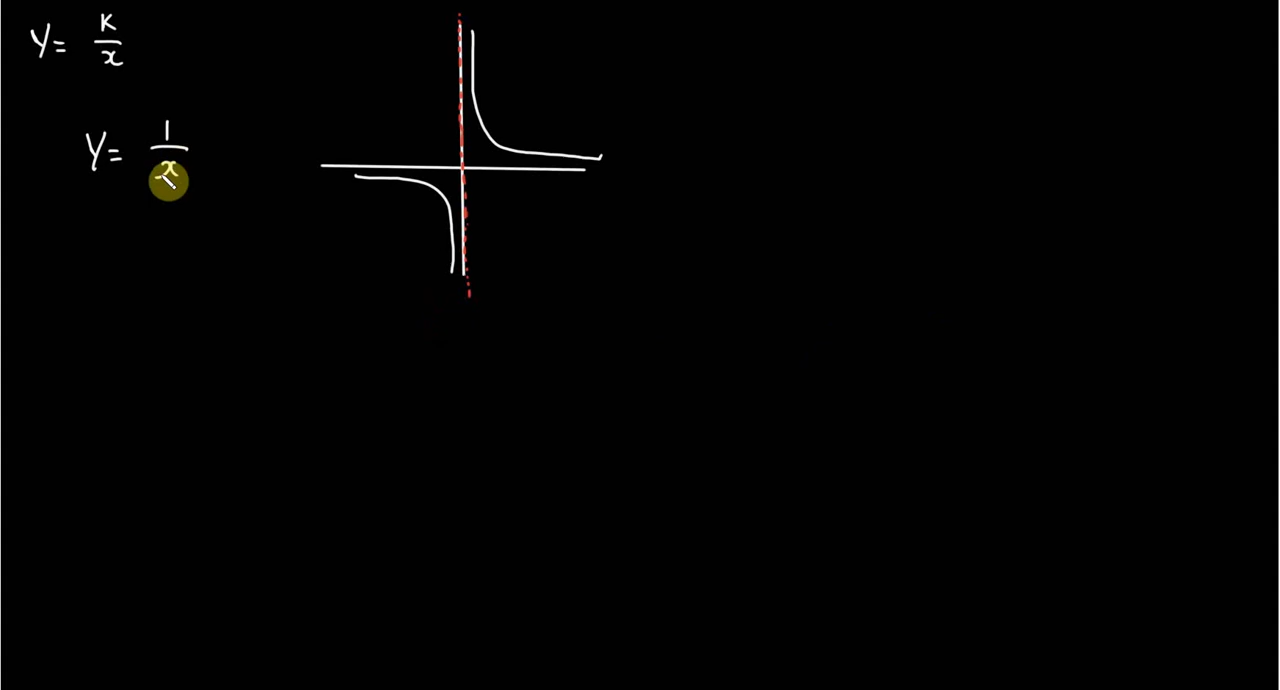 Y = K/x
Y = 1/x